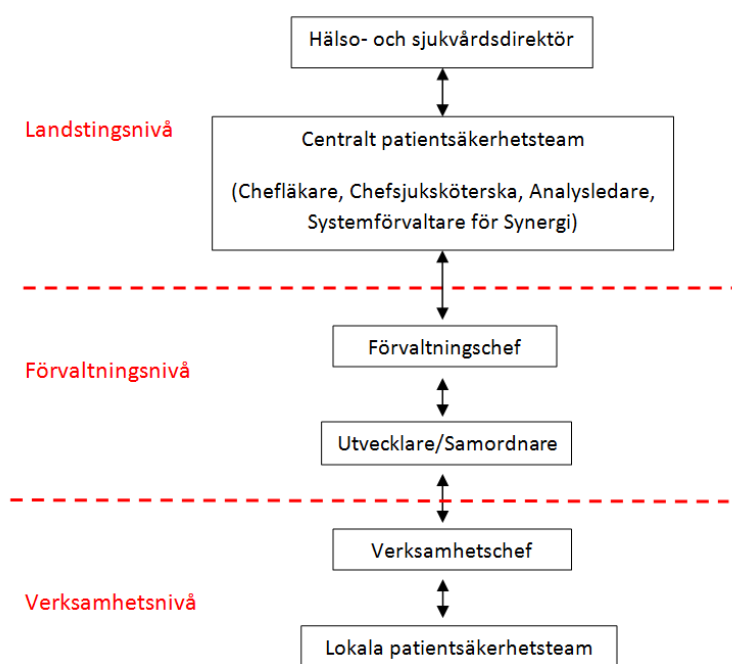 Hälso- och sjukvårdsdirektör
Landstingsnivå
Centralt patientsäkerhetsteam
(Chefläkare, Chefsjuksköterska, Analysledare,
Systemförvaltare för Synergi)
Förvaltningschef
Förvaltningsnivå
Utvecklare/Samordnare
Verksamhetschef
Verksamhetsnivå
Lokala patientsäkerhetsteam